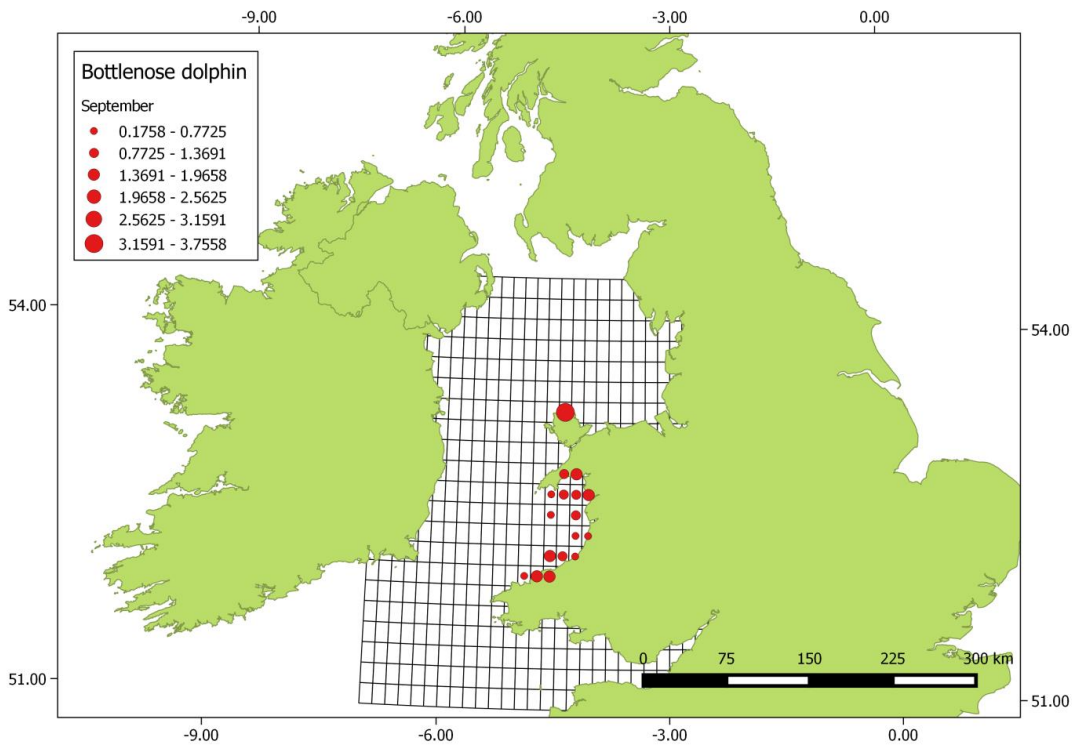 -9.00 -6.00 -3.00 0.00
Bottlenose dolphin
September
0.1758 - 0.7725
0.7725 - 1.3691
1.3691 - 1.9658
1.9658 - 2.5625
2.5625 - 3.1591
3.1591 - 3.7558
54.00
54.00
0 75 150 225 300 km
51.00
51.00
-9.00 -6.00 -3.00 0.00